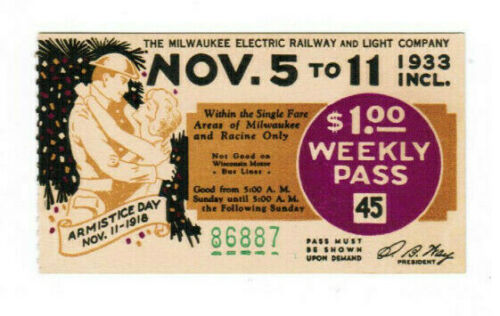 THE MILWAUKEE ELECTRIC RAILWAY AND LIGHT COMPANY
NOV. 5 TO 11 1933 INCL.
Within the Single Fare
Areas of Milwaukee
and Racine Only
Not Good on
Wisconsin Motor
Bus Lines
Good from 5:00 A. M.
Sunday until 5:00 A. M.
the following Sunday
$1.00
WEEKLY
PASS
45
ARMISTICE DAY
NOV. 11-1918
86887
PASS MUST
BE SHOWN
UPON DEMAND
PRESIDENT